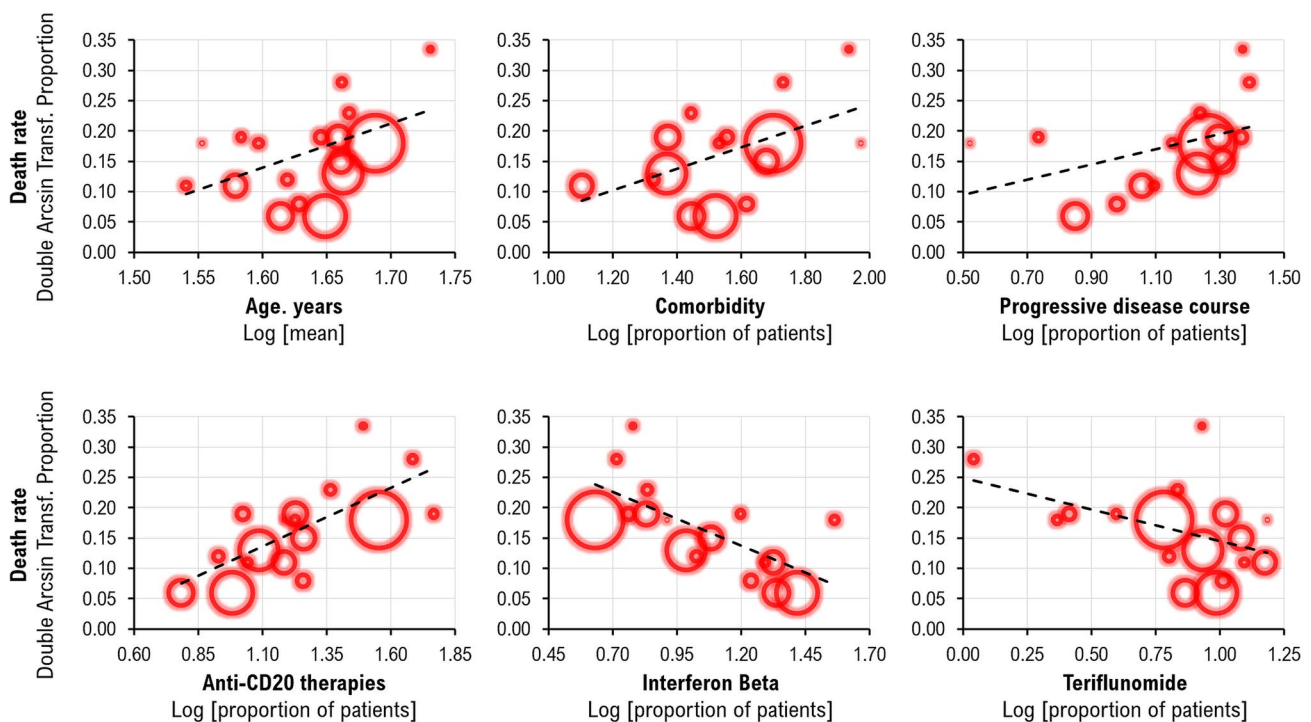 Death rate
Double Arcsin Transf. Proportion
0.35
0.30
0.25
0.20
0.15
0.10
0.05
0.00
1.50 1.55 1.60 1.65 1.70 1.75
Age. years
Log [mean]
0.35
0.30
0.25
0.20
0.15
0.10
0.05
0.00
1.00 1.20 1.40 1.60 1.80 2.00
Comorbidity
Log [proportion of patients]
0.35
0.30
0.25
0.20
0.15
0.10
0.05
0.00
0.50 0.70 0.90 1.10 1.30 1.50
Progressive disease course
Log [proportion of patients]
Death rate
Double Arcsin Transf. Proportion
0.35
0.30
0.25
0.20
0.15
0.10
0.05
0.00
0.60 0.85 1.10 1.35 1.60 1.85
Anti-CD20 therapies
Log [proportion of patients]
0.35
0.30
0.25
0.20
0.15
0.10
0.05
0.00
0.45 0.70 0.95 1.20 1.45 1.70
Interferon Beta
Log [proportion of patients]
0.35
0.30
0.25
0.20
0.15
0.10
0.05
0.00
0.00 0.25 0.50 0.75 1.00 1.25
Teriflunomide
Log [proportion of patients]